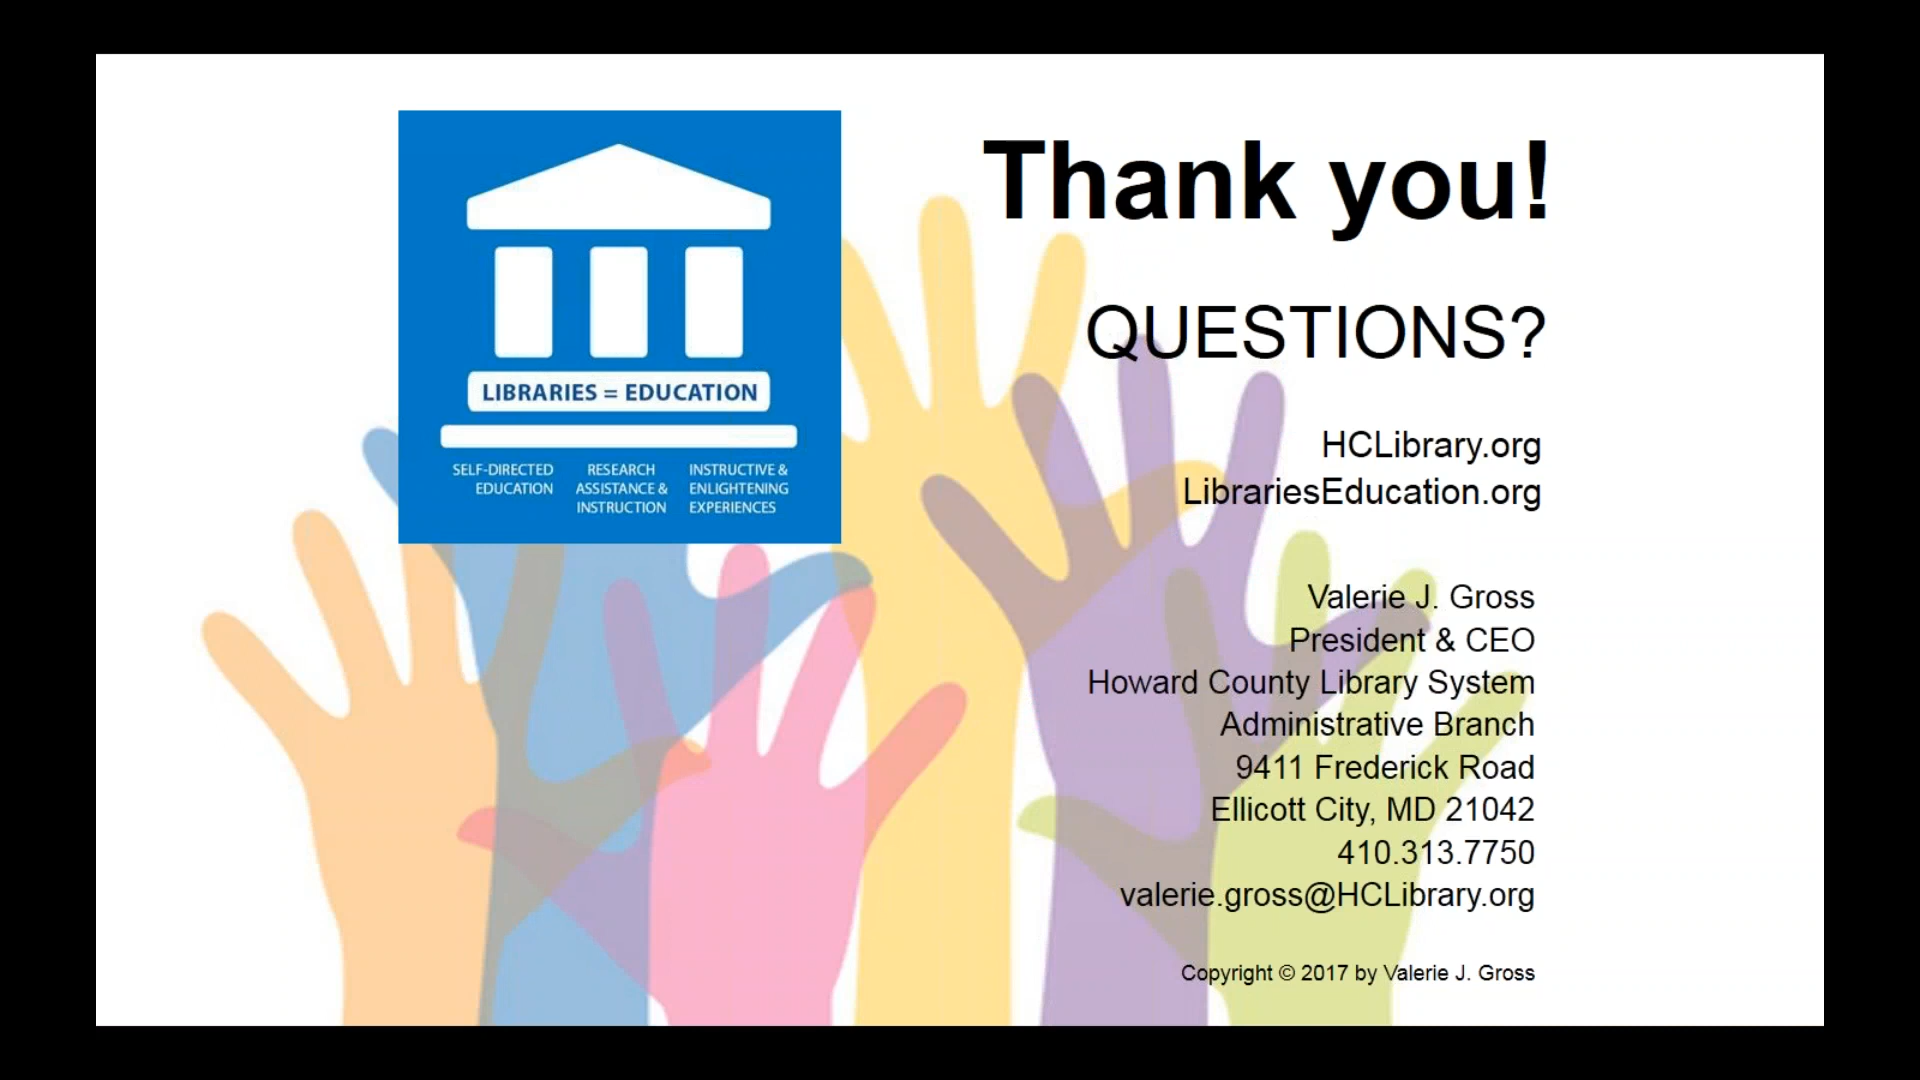 LIBRARIES = EDUCATION
SELF-DIRECTED
EDUCATION
RESEARCH
ASSISTANCE &
INSTRUCTION
INSTRUCTIVE &
ENLIGHTENING
EXPERIENCES
Thank you!
QUESTIONS?
HCLibrary.org
LibrariesEducation.org
Valerie J. Gross
President & CEO
Howard County Library System
Administrative Branch
9411 Frederick Road
Ellicott City, MD 21042
410.313.7750
valerie.gross@HCLibrary.org
Copyright © 2017 by Valerie J. Gross